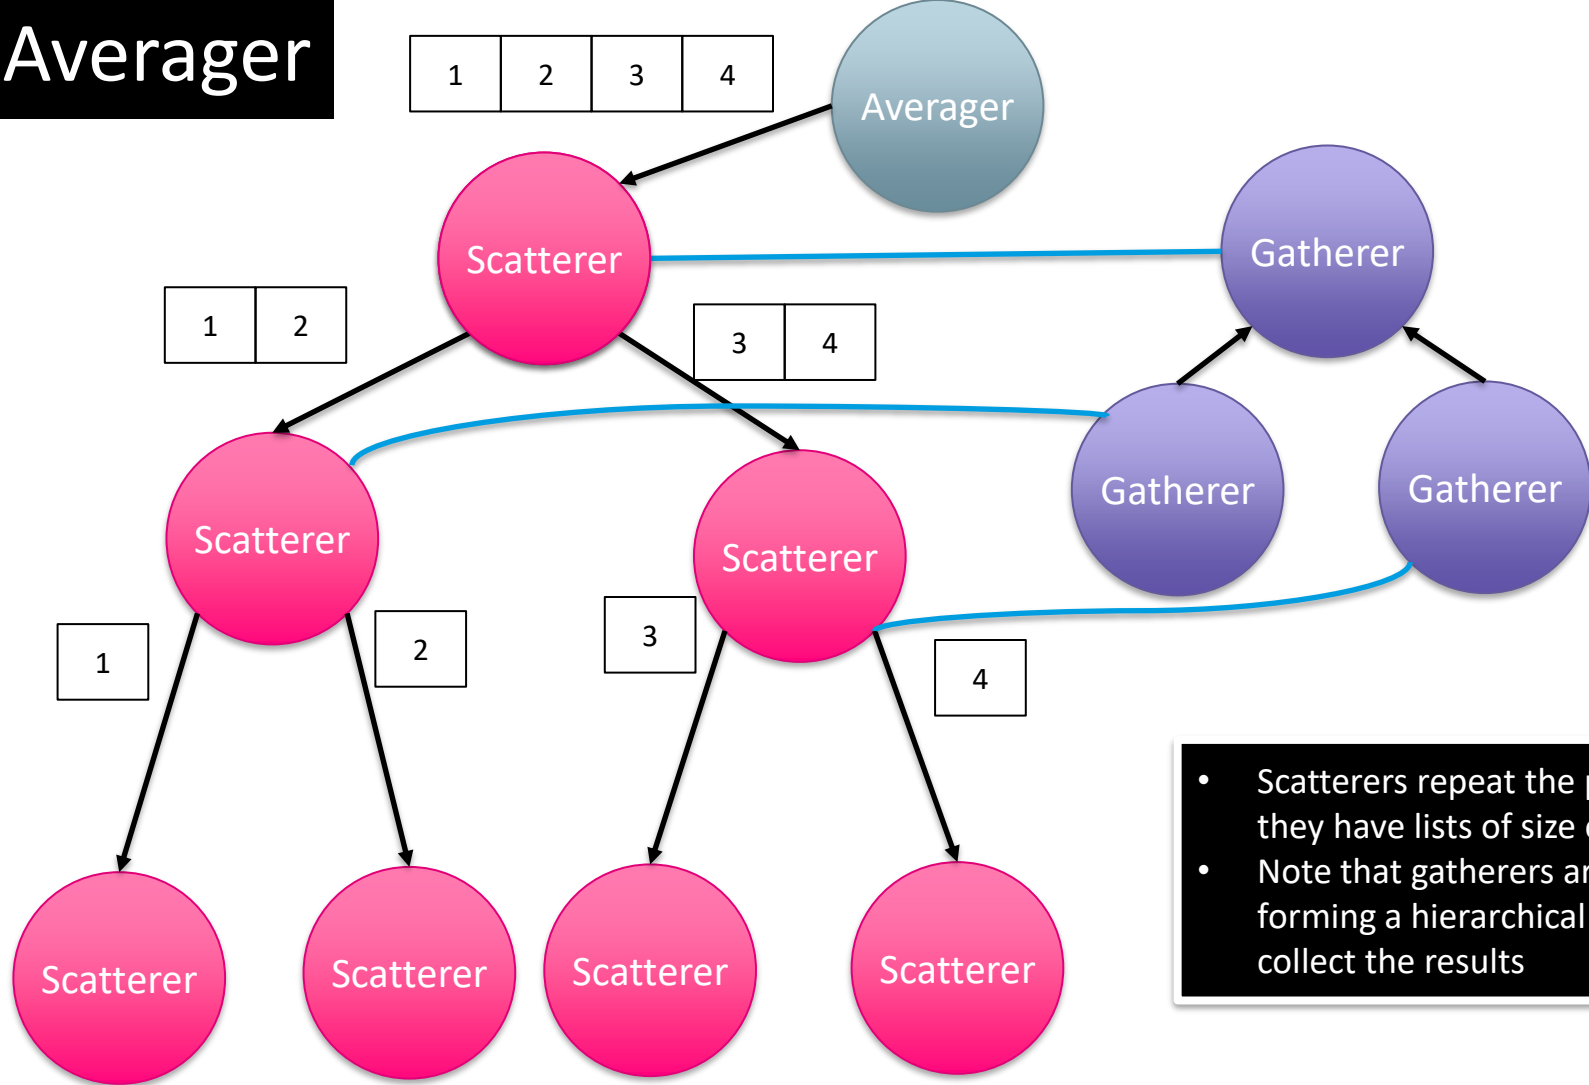 Averager
1 2 3 4
Averager
Scatterer
Gatherer
1 2
3 4
Gatherer
Gatherer
Scatterer
Scatterer
1
2
3
4
• Scatterers repeat the
they have lists of size
• Note that gatherers
forming a hierarchical
collect the results
Scatterer
Scatterer
Scatterer
Scatterer